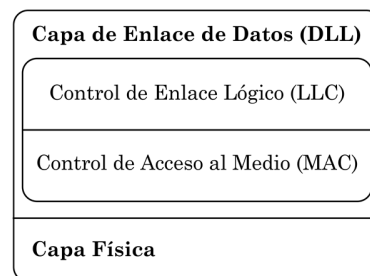 Capa de Enlace de Datos (DLL)
Control de Enlace Lógico (LLC)
Control de Acceso al Medio (MAC)
Capa Física